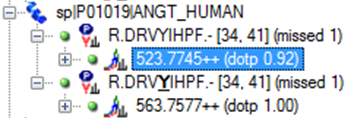 sp|P01019|ANGT_HUMAN
R.DRVYIHPF.- [34, 41] (missed 1)
523.7745++ (dotp 0.92)
R.DRVYIHPF.- [34, 41] (missed 1)
563.7577++ (dotp 1.00)